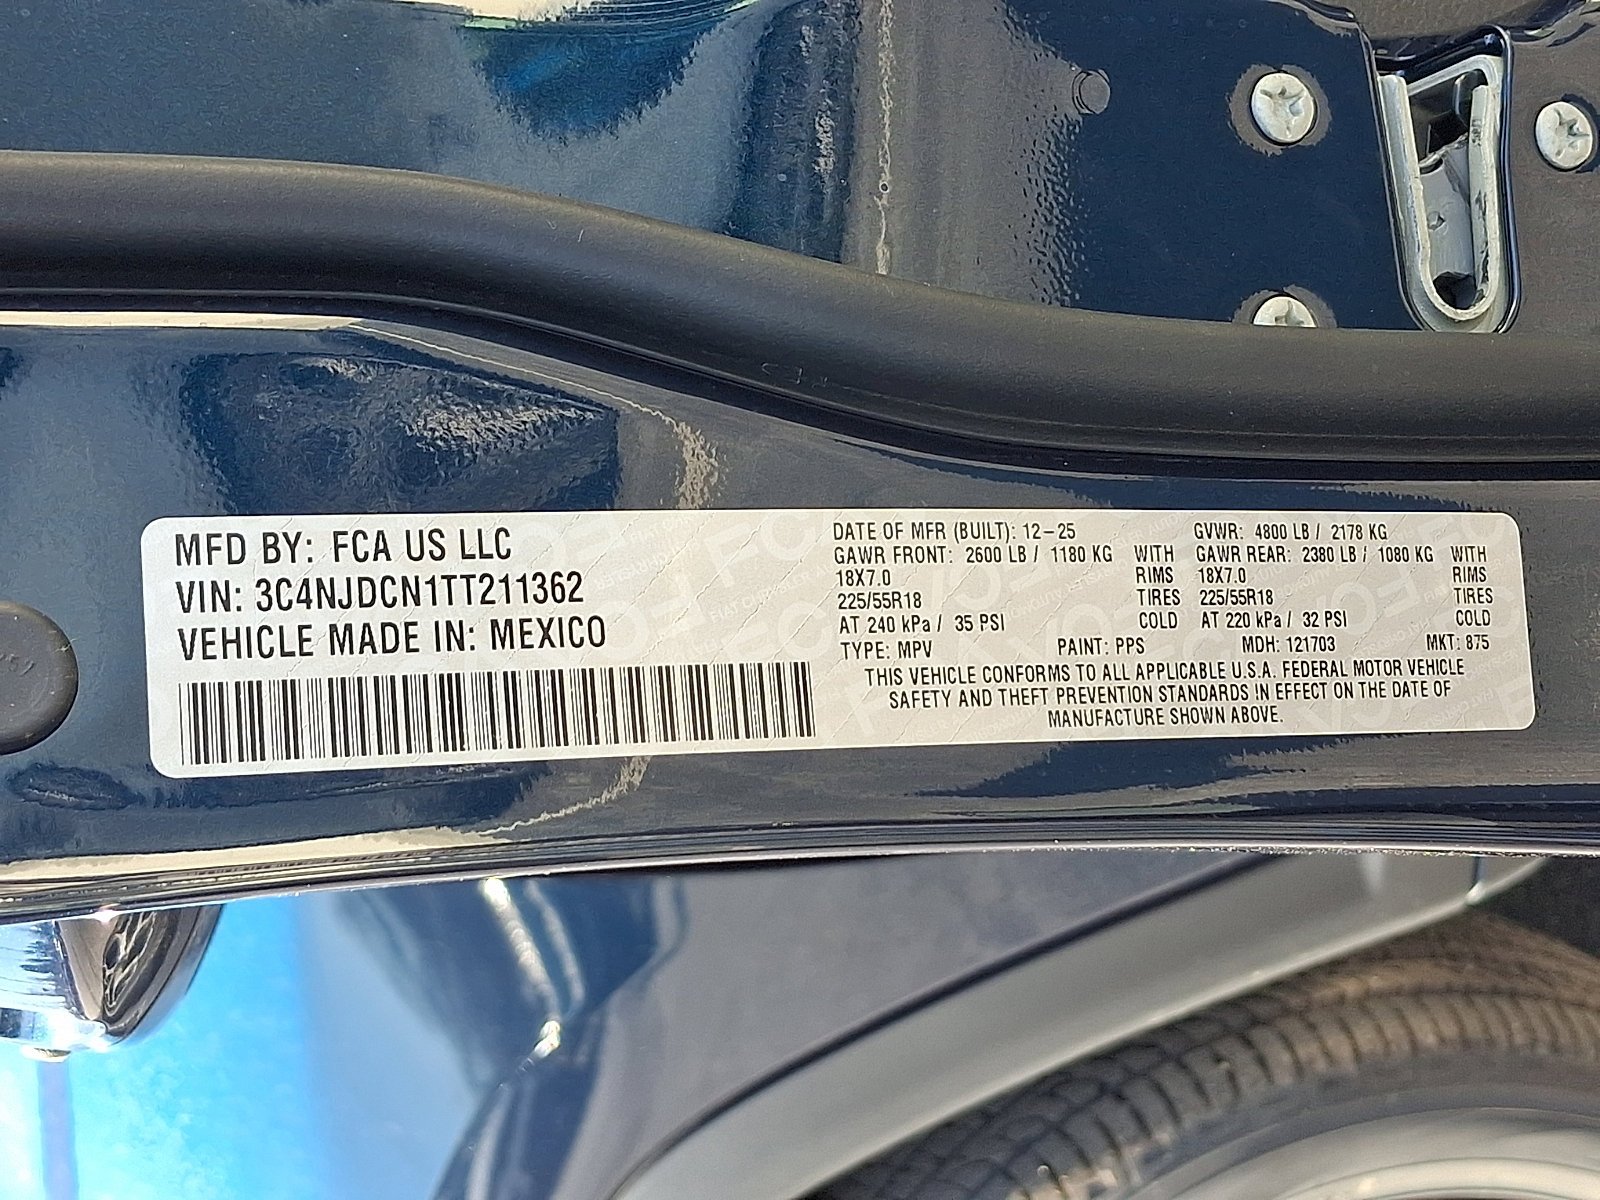 MFD BY: FCA US LLC
VIN: 3C4NJDCN1TT211362
VEHICLE MADE IN: MEXICO
DATE OF MFR (BUILT): 12-25 GVWR: 4800 LB / 2178 KG
GAWR FRONT: 2600 LB / 1180 KG WITH GAWR REAR: 2380 LB / 1080 KG WITH
18X7.0 RIMS 18X7.0 RIMS
225/55R18 TIRES 225/55R18 TIRES
AT 240 kPa / 35 PSI COLD AT 220 kPa / 32 PSI COLD
TYPE: MPV PAINT: PPS MDH: 121703 MKT: 875
THIS VEHICLE CONFORMS TO ALL APPLICABLE U.S.A. FEDERAL MOTOR VEHICLE
SAFETY AND THEFT PREVENTION STANDARDS IN EFFECT ON THE DATE OF
MANUFACTURE SHOWN ABOVE.